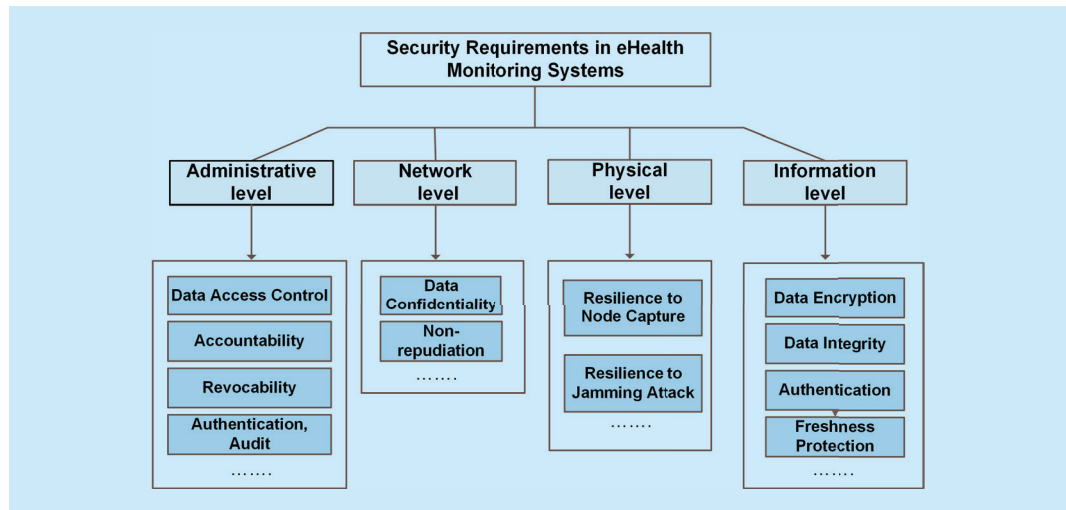 Security Requirements in eHealth
Monitoring Systems
Administrative
level
Network
level
Physical
level
Information
level
Data Access Control
Accountability
Revocability
Authentication,
Audit
…….
Data
Confidentiality
Non-
repudiation
…….
Resilience to
Node Capture
Resilience to
Jamming Attack
…….
Data Encryption
Data Integrity
Authentication
Freshness
Protection
…….